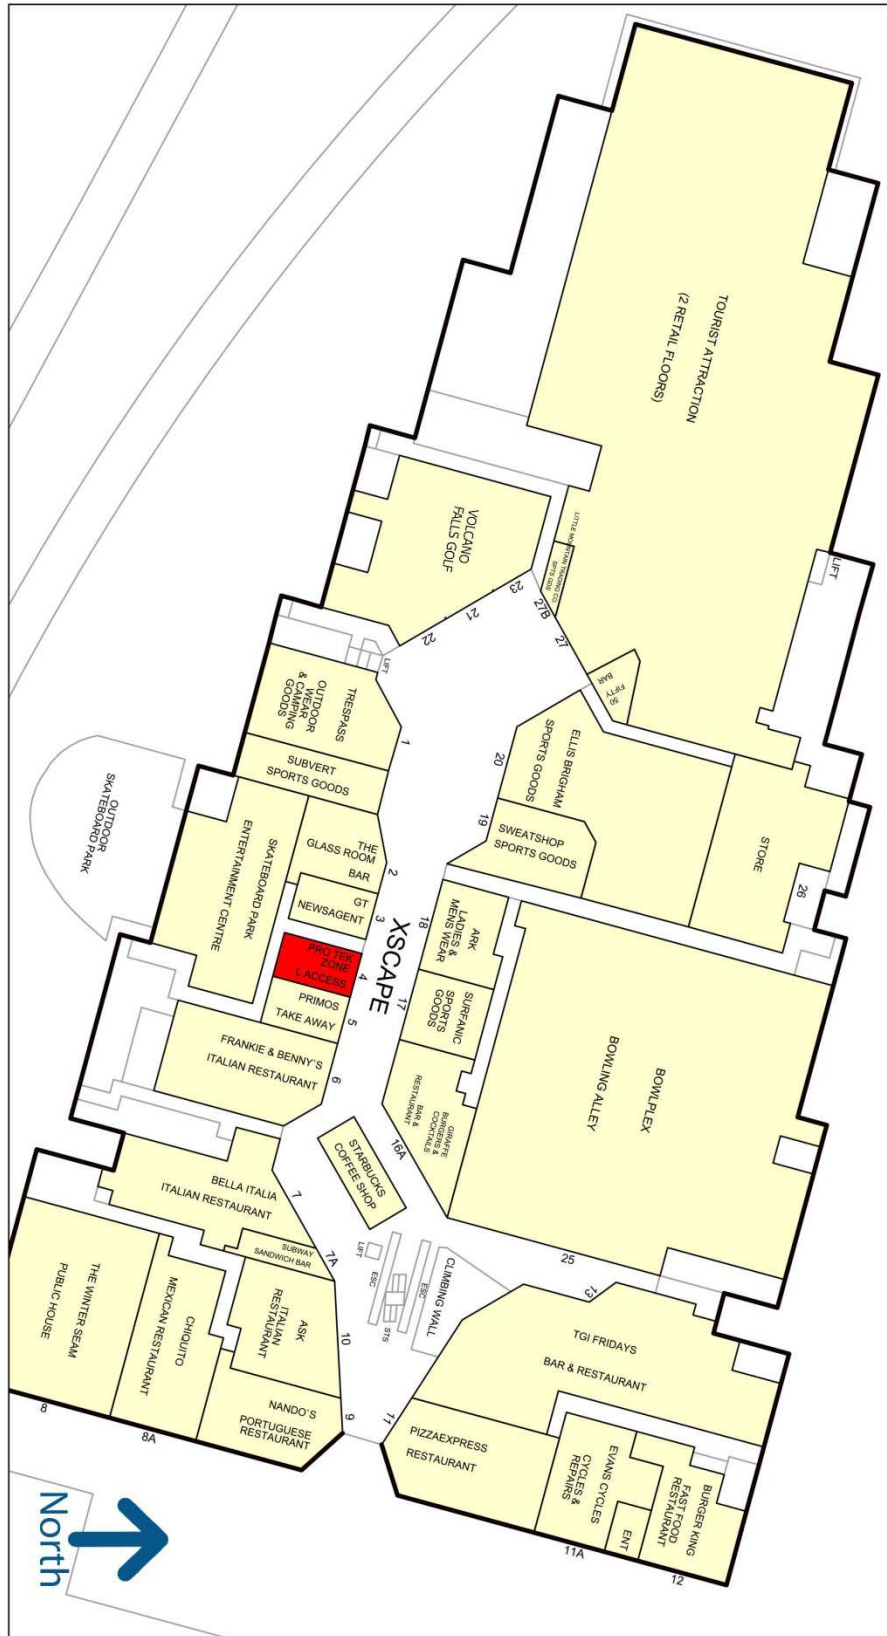 TOURIST ATTRACTION
(2 RETAIL FLOORS)
LIFT
VOLCANO
FALLS GOLF
LITTLE MOUNTAIN TRADING CO
SPTS GDS
23
21
22
27B
27
FIFTY
50
BAR
LIFT
TRESPASS
OUTDOOR
WEAR
& CAMPING
GOODS
1
SUBVERT
SPORTS GOODS
ELLIS BRIGHAM
SPORTS GOODS
20
SWEATSHOP
SPORTS GOODS
19
STORE
26
OUTDOOR
SKATEBOARD PARK
SKATEBOARD PARK
ENTERTAINMENT CENTRE
THE
GLASS ROOM
BAR
2
GT
NEWSAGENT
3
PRO TEK
ZONE
L ACCESS
4
PRIMOS
TAKE AWAY
5
FRANKIE & BENNY'S
ITALIAN RESTAURANT
6
XSCAPE
ARK
LADIES &
MENS WEAR
18
SURFANIC
SPORTS
GOODS
17
GIRAFFE
BURGERS &
COCKTAILS
BAR &
RESTAURANT
16A
BOWLPLEX
BOWLING ALLEY
25
STARBUCKS
COFFEE SHOP
BELLA ITALIA
ITALIAN RESTAURANT
7
SUBWAY
SANDWICH BAR
7A
LIFT
ESC
STS
ESC
CLIMBING WALL
13
TGI FRIDAYS
BAR & RESTAURANT
THE WINTER SEAM
PUBLIC HOUSE
8
CHIQUITO
MEXICAN RESTAURANT
8A
ASK
ITALIAN
RESTAURANT
10
NANDO'S
PORTUGUESE
RESTAURANT
9
11
PIZZAEXPRESS
RESTAURANT
EVANS CYCLES
CYCLES &
REPAIRS
11A
ENT
BURGER KING
FAST FOOD
RESTAURANT
12
North